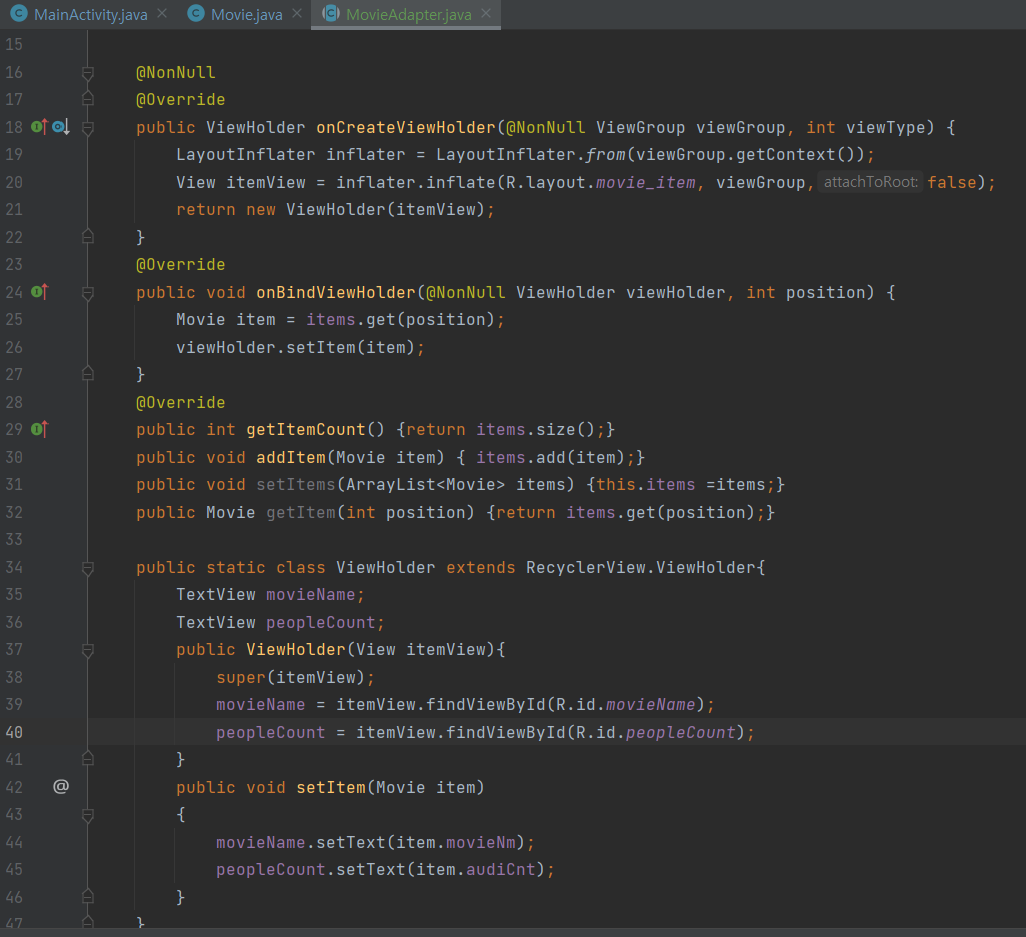 MainActivity.java × Movie.java × MovieAdapter.java ×
15
16 @NonNull
17 @Override
18 public ViewHolder onCreateViewHolder(@NonNull ViewGroup viewGroup, int viewType) {
19 LayoutInflater inflater = LayoutInflater.from(viewGroup.getContext());
20 View itemView = inflater.inflate(R.layout.movie_item, viewGroup, attachToRoot: false);
21 return new ViewHolder(itemView);
22 }
23 @Override
24 public void onBindViewHolder(@NonNull ViewHolder viewHolder, int position) {
25 Movie item = items.get(position);
26 viewHolder.setItem(item);
27 }
28 @Override
29 public int getItemCount() {return items.size();}
30 public void addItem(Movie item) { items.add(item);}
31 public void setItems(ArrayList<Movie> items) {this.items =items;}
32 public Movie getItem(int position) {return items.get(position);}
33
34 public static class ViewHolder extends RecyclerView.ViewHolder{
35 TextView movieName;
36 TextView peopleCount;
37 public ViewHolder(View itemView){
38 super(itemView);
39 movieName = itemView.findViewById(R.id.movieName);
40 peopleCount = itemView.findViewById(R.id.peopleCount);
41 }
42 @ public void setItem(Movie item)
43 {
44 movieName.setText(item.movieNm);
45 peopleCount.setText(item.audiCnt);
46 }
47 }